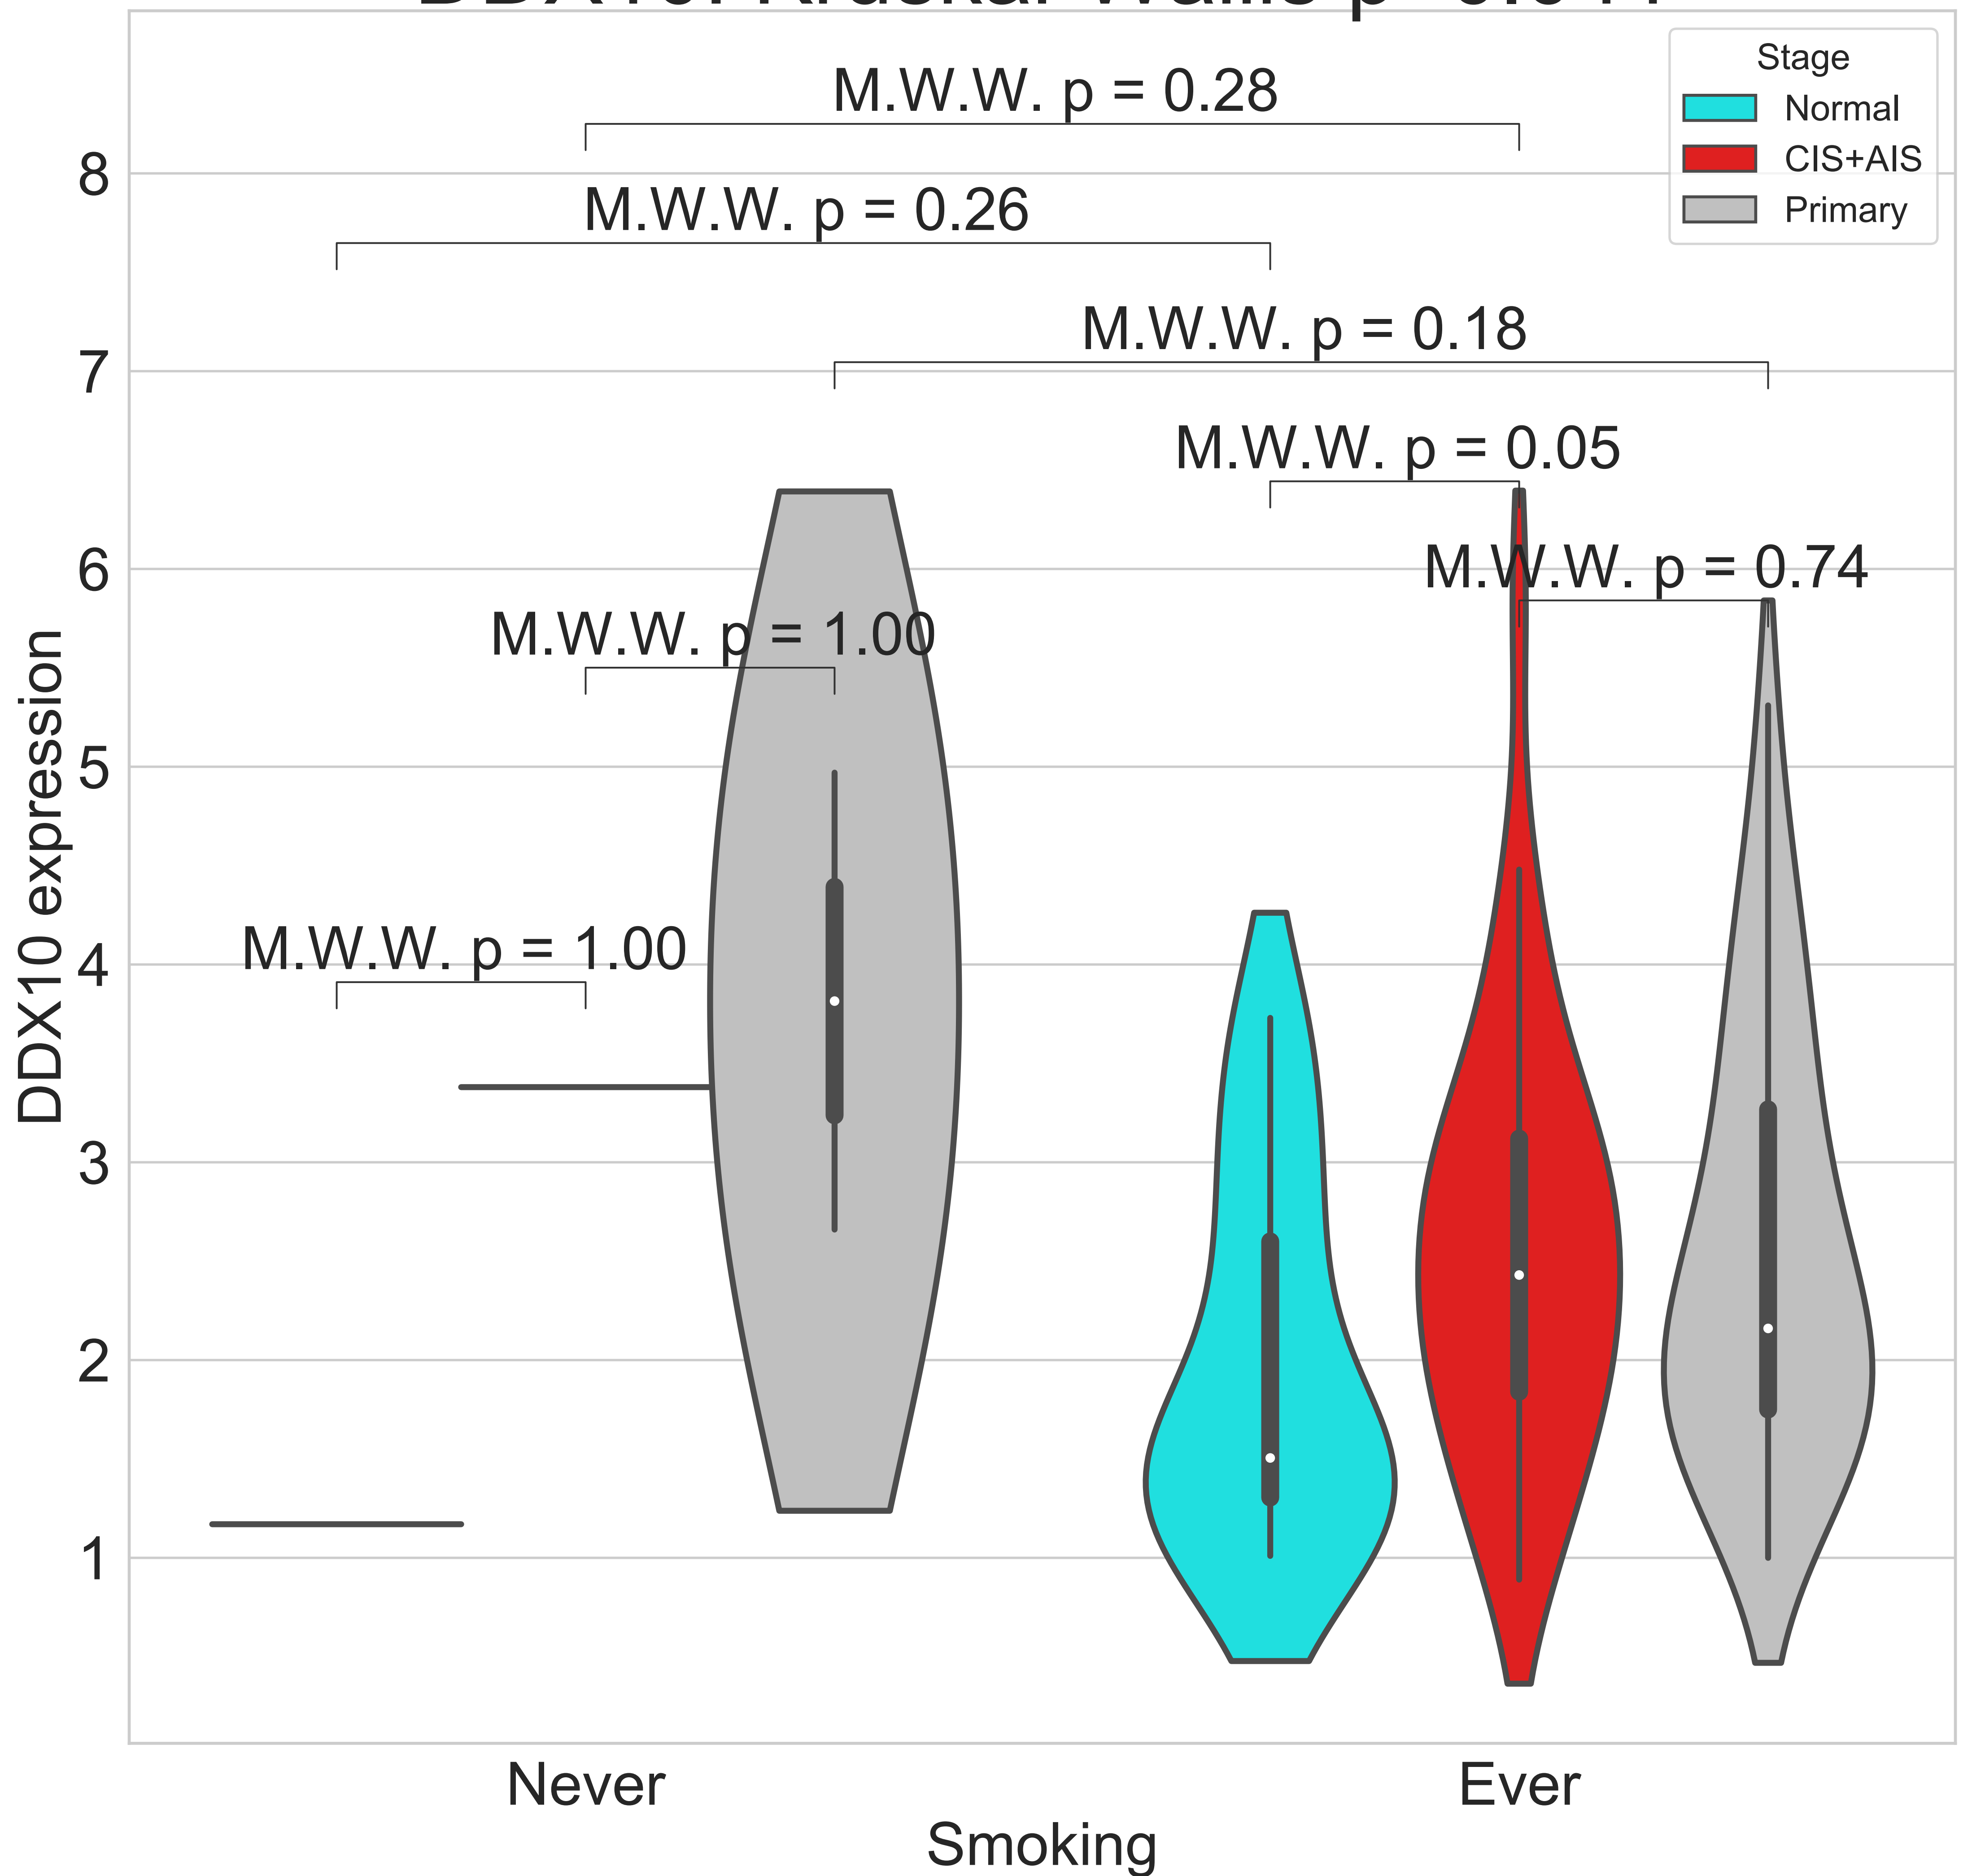 Stage
Normal
CIS+AIS
Primary
M.W.W. p = 0.28
M.W.W. p = 0.26
M.W.W. p = 0.18
M.W.W. p = 0.05
M.W.W. p = 0.74
M.W.W. p = 1.00
M.W.W. p = 1.00
8
7
6
5
4
3
2
1
DDX10 expression
Never
Ever
Smoking